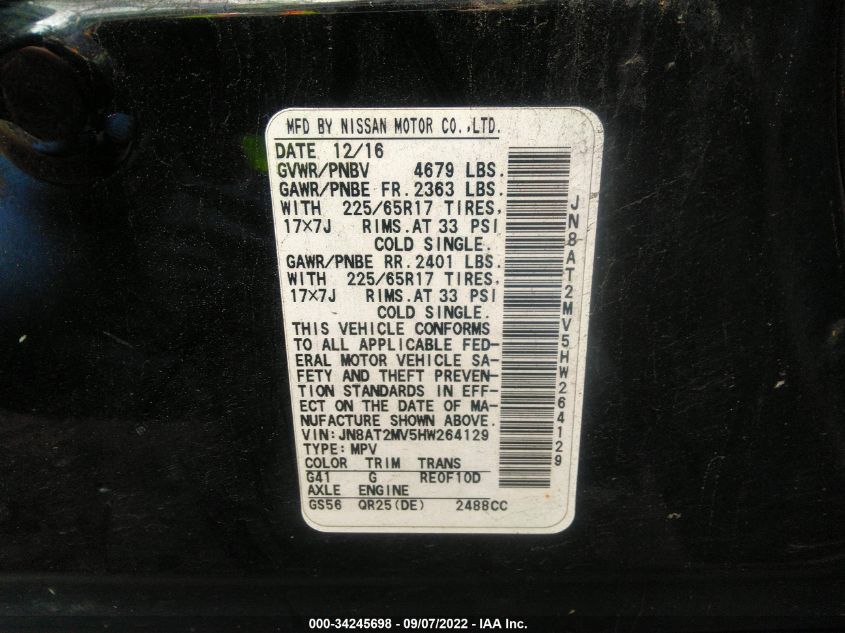 MFD BY NISSAN MOTOR CO.,LTD.
DATE 12/16
GVWR/PNBV 4679 LBS.
GAWR/PNBE FR.2363 LBS.
WITH 225/65R17 TIRES,
17×7J RIMS.AT 33 PSI
COLD SINGLE.
GAWR/PNBE RR.2401 LBS.
WITH 225/65R17 TIRES,
17×7J RIMS.AT 33 PSI
COLD SINGLE.
THIS VEHICLE CONFORMS
TO ALL APPLICABLE FED-
ERAL MOTOR VEHICLE SA-
FETY AND THEFT PREVEN-
TION STANDARDS IN EFF-
ECT ON THE DATE OF MA-
NUFACTURE SHOWN ABOVE.
VIN:JN8AT2MV5HW264129
TYPE:MPV
COLOR TRIM TRANS
G41 G RE0F10D
AXLE ENGINE
GS56 QR25(DE) 2488CC
JN8AT2MV5HW264129
000-34245698 - 09/07/2022 - IAA Inc.